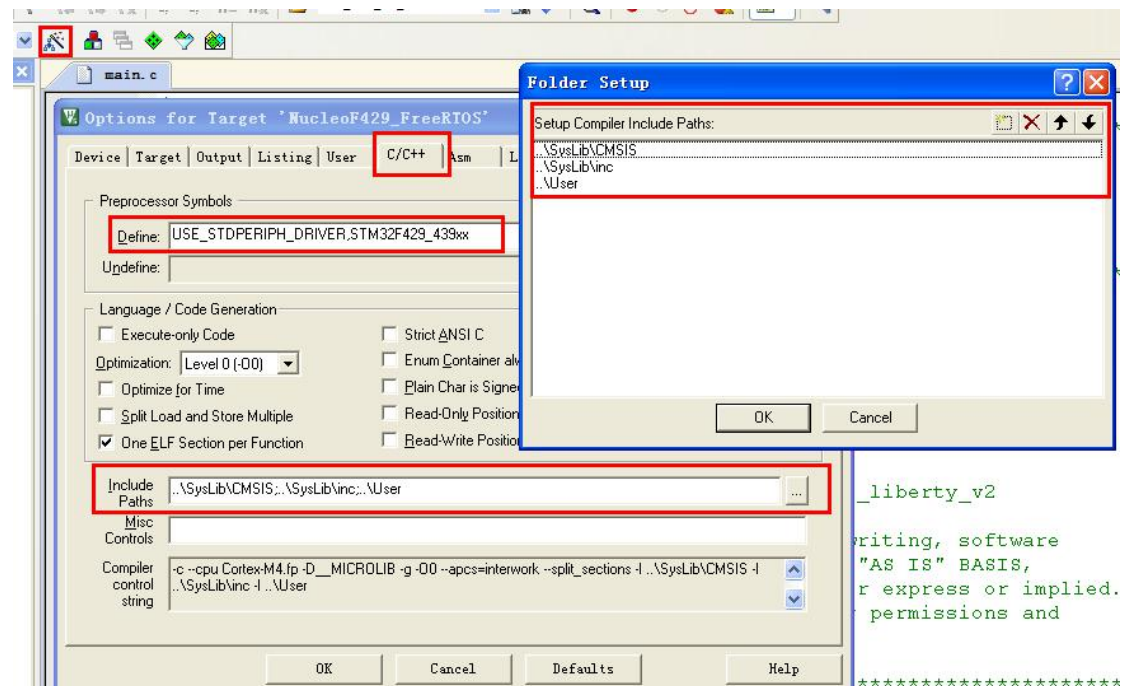 main.c
Options for Target 'NucleoF429_FreeRTOS'
Device Target Output Listing User C/C++ Asm L
Preprocessor Symbols
Define: USE_STDPERIPH_DRIVER,STM32F429_439xx
Undefine:
Language / Code Generation
Execute-only Code
Strict ANSI C
Optimization: Level 0 (-O0)
Enum Container alw
Optimize for Time
Plain Char is Signe
Split Load and Store Multiple
Read-Only Position
One ELF Section per Function
Read-Write Position
Include
Paths
..\SysLib\CMSIS;..\SysLib\inc;..\User
...
Misc
Controls
Compiler
control
string
-c --cpu Cortex-M4.fp -D__MICROLIB -g -O0 --apcs=interwork --split_sections -I ..\SysLib\CMSIS -I
..\SysLib\inc -I ..\User
OK Cancel Defaults Help
Folder Setup
Setup Compiler Include Paths:
..\SysLib\CMSIS
..\SysLib\inc
..\User
OK Cancel
_liberty_v2
riting, software
"AS IS" BASIS,
r express or implied.
permissions and
*********************